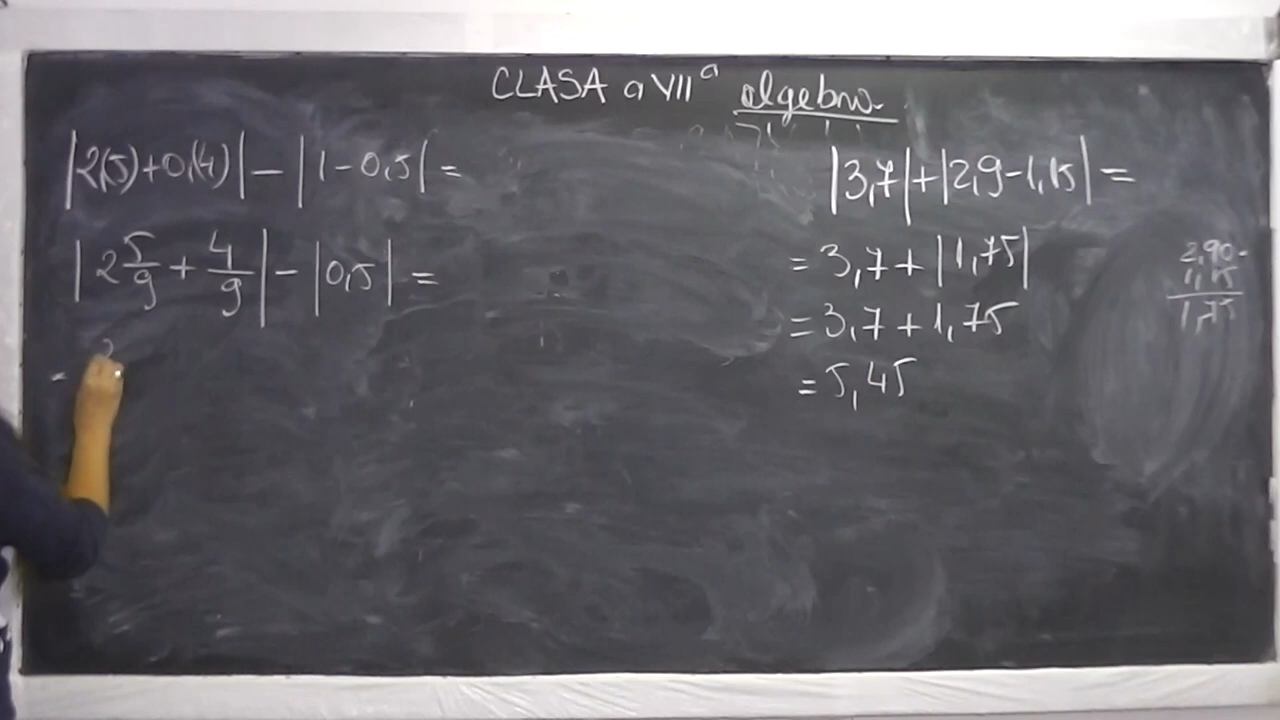 CLASA a VII a algebra
|2,(5)+0,(4)| - |1-0,5| =
|2 5/9 + 4/9| - |0,5| =
=
|3,7|+|2,9-1,15| =
= 3,7+|1,75|
= 3,7+1,75
= 5,45
2,90-
1,15
1,75